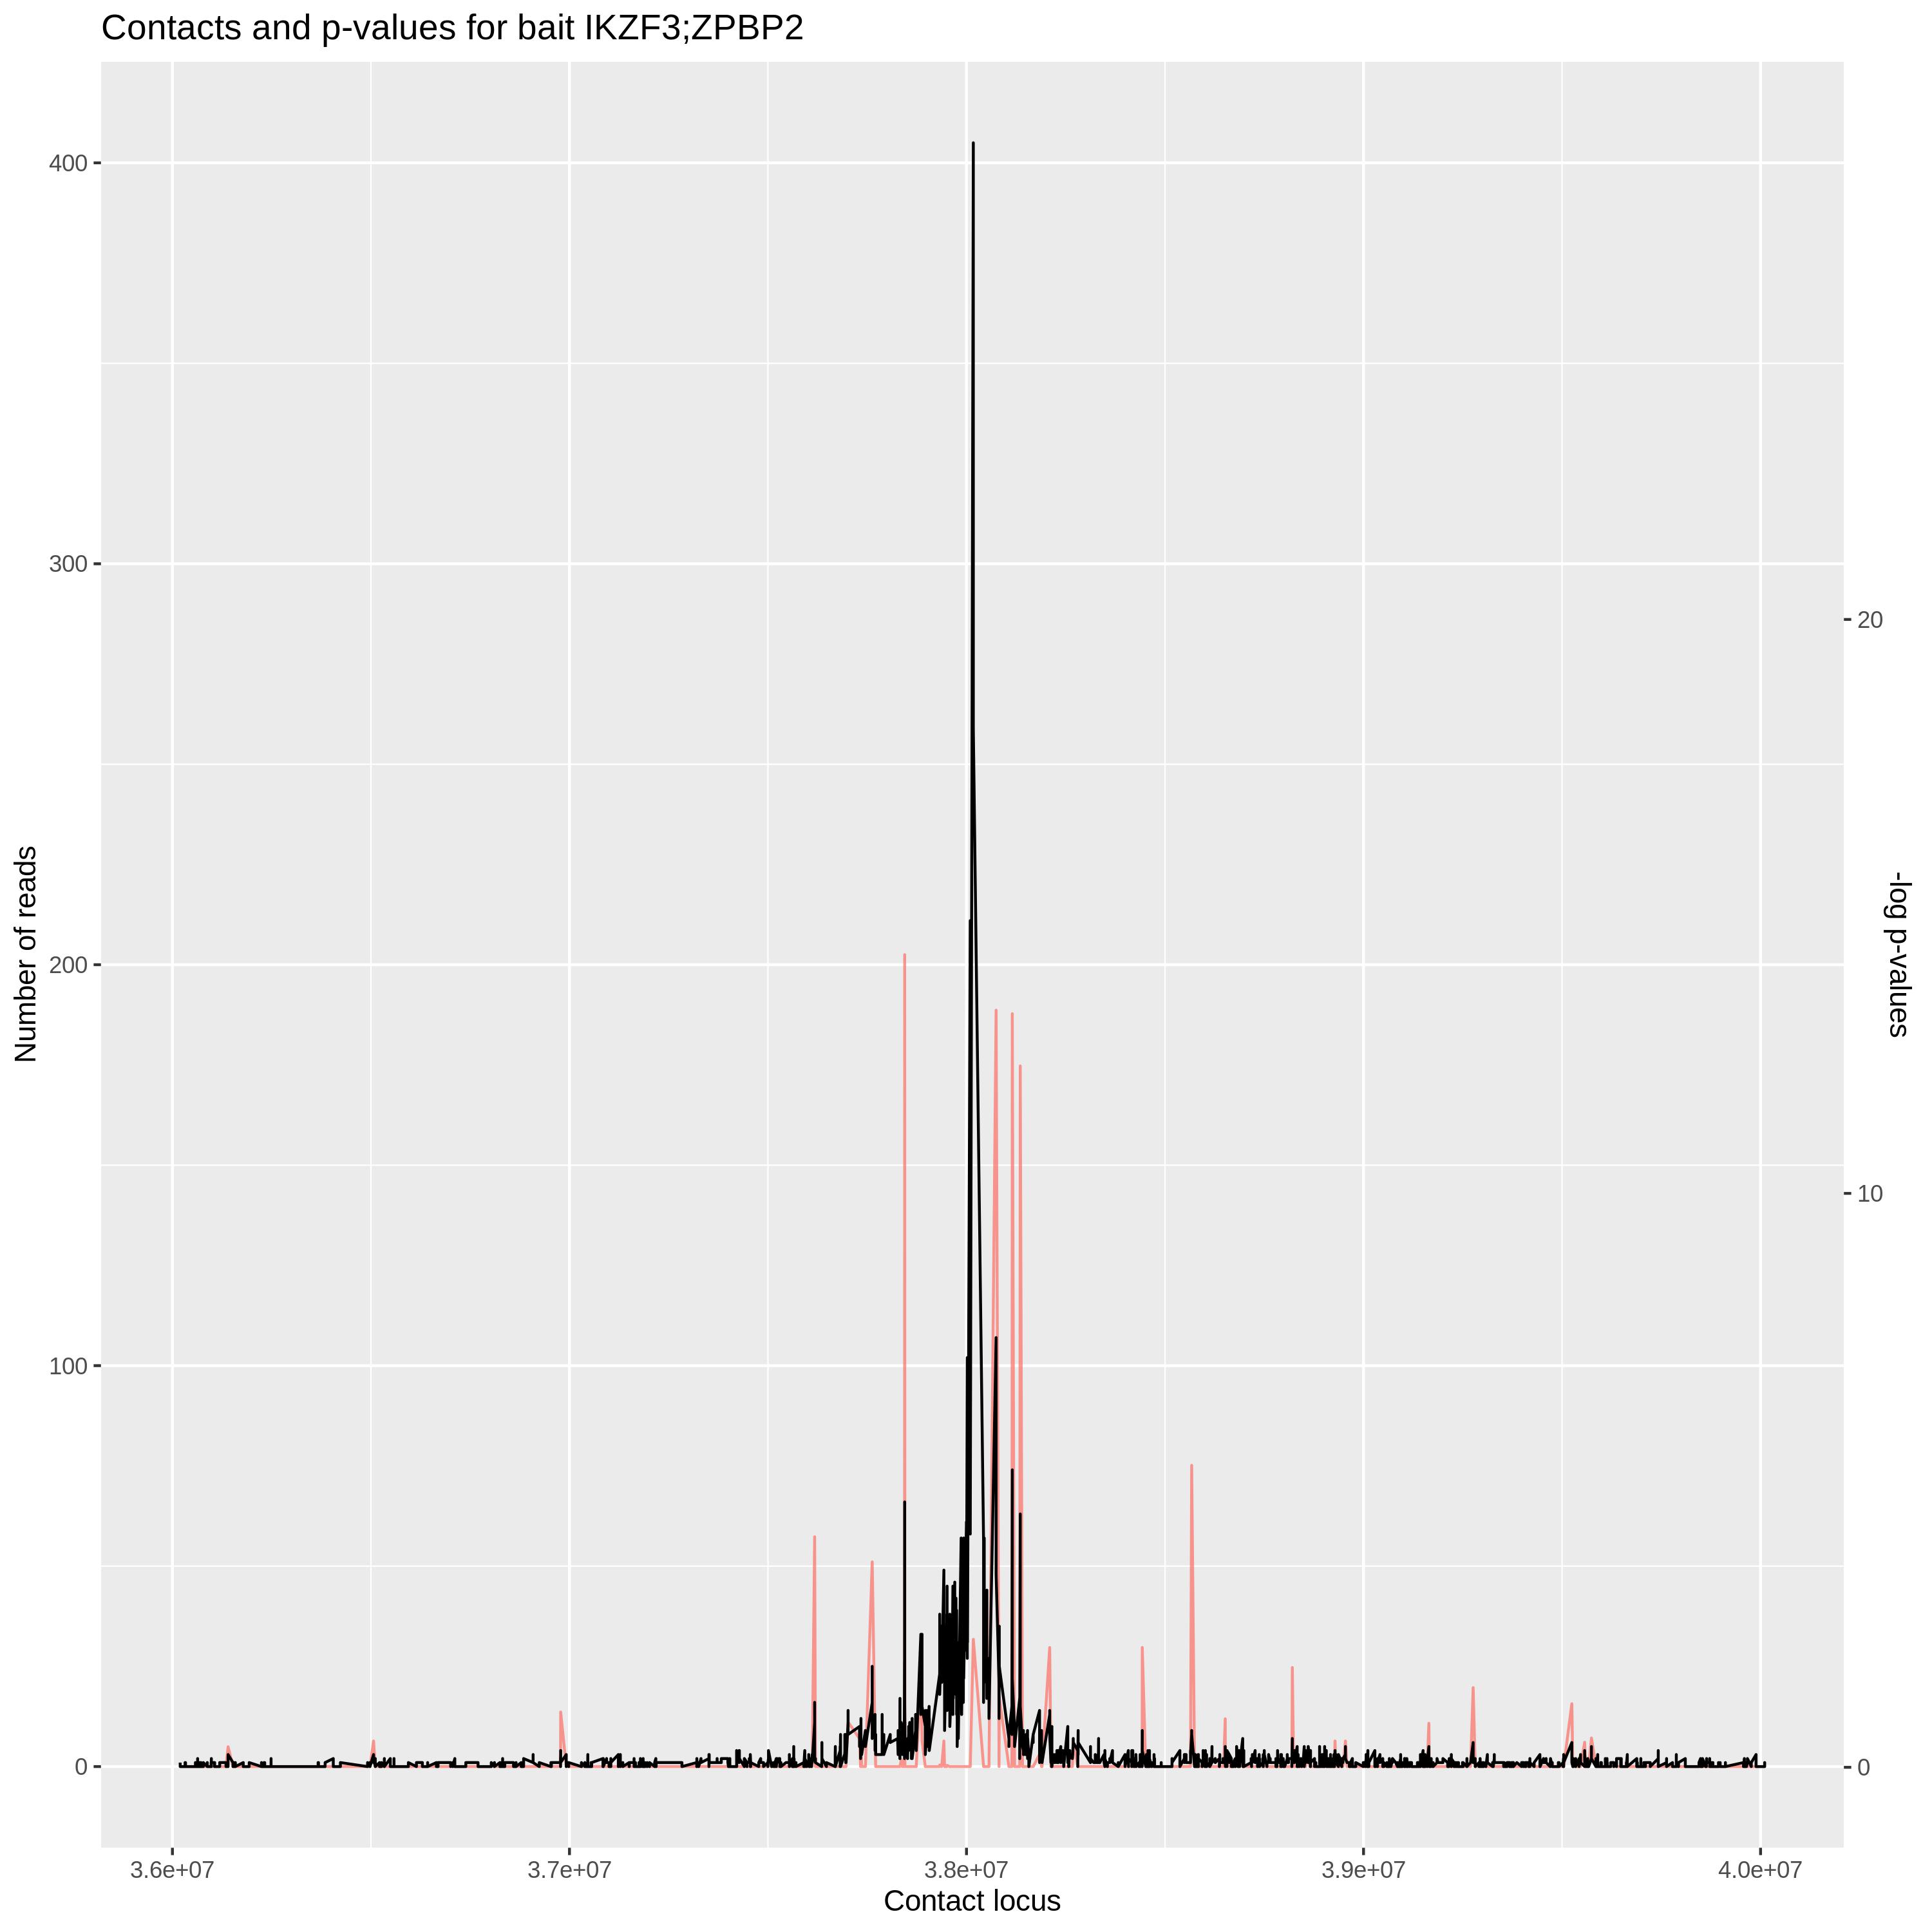 Contacts and p-values for bait IKZF3;ZPBP2
400
300
200
100
0
Number of reads
20
10
0
-log p-values
3.6e+07
3.7e+07
3.8e+07
3.9e+07
4.0e+07
Contact locus